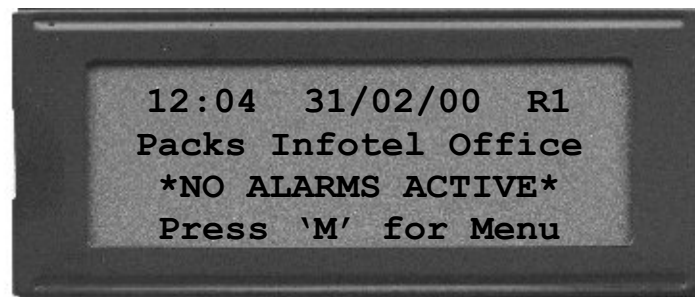 12:04 31/02/00 R1
Packs Infotel Office
*NO ALARMS ACTIVE*
Press ‘M’ for Menu